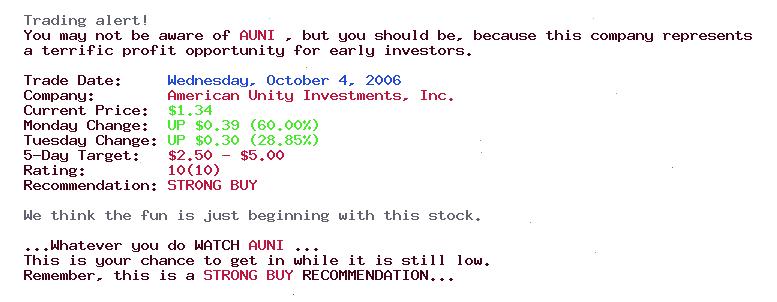 Trading alert!
You may not be aware of AUNI , but you should be, because this company represents
a terrific profit opportunity for early investors.
Trade Date: Wednesday, October 4, 2006
Company: American Unity Investments, Inc.
Current Price: $1.34
Monday Change: UP $0.39 (60.00%)
Tuesday Change: UP $0.30 (28.85%)
5-Day Target: $2.50 - $5.00
Rating: 10(10)
Recommendation: STRONG BUY
We think the fun is just beginning with this stock.
...Whatever you do WATCH AUNI ...
This is your chance to get in while it is still low.
Remember, this is a STRONG BUY RECOMMENDATION...